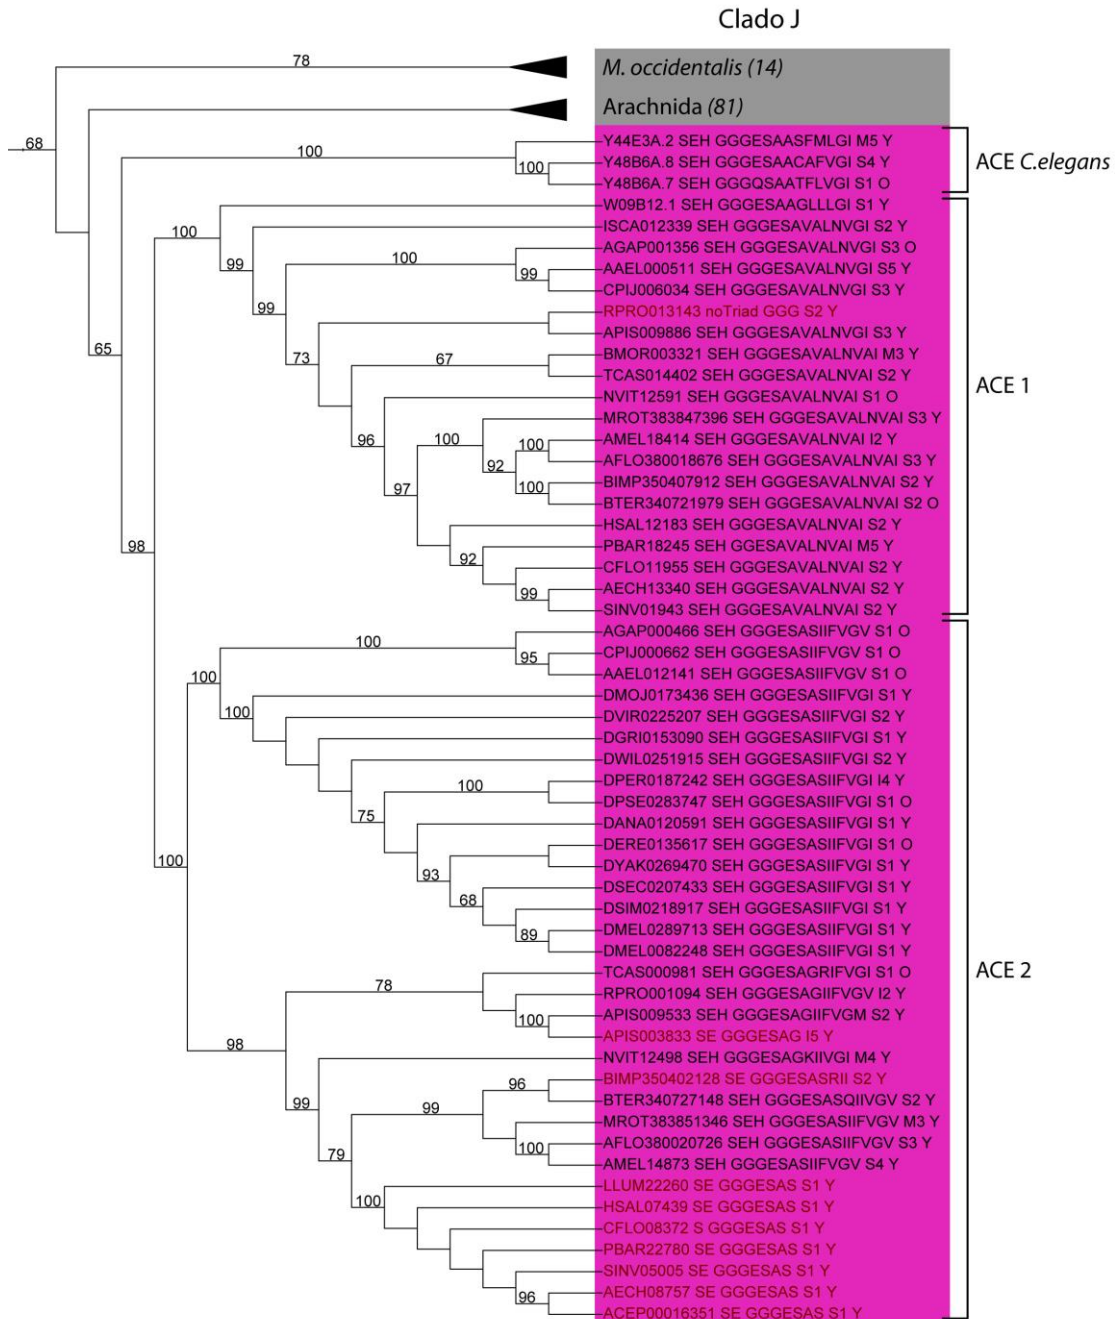 Clado J
78
M. occidentalis (14)
Arachnida (81)
68
Y44E3A.2 SEH GGGESAASFMLGI M5 Y
100
Y48B6A.8 SEH GGGESAACAFVGI S4 Y
100
ACE C.elegans
Y48B6A.7 SEH GGGQSAATFLVGI S1 O
W09B12.1 SEH GGGESAAGLLLGI S1 Y
ISCA012339 SEH GGGESAVALNVGI S2 Y
100
AGAP001356 SEH GGGESAVALNVGI S3 O
99
100
AAEL000511 SEH GGGESAVALNVGI S5 Y
99
CPIJ006034 SEH GGGESAVALNVGI S3 Y
99
RPRO013143 noTriad GGG S2 Y
APIS009886 SEH GGGESAVALNVGI S3 Y
65
73
BMOR003321 SEH GGGESAVALNVAI M3 Y
67
TCAS014402 SEH GGGESAVALNVAI S2 Y
ACE 1
NVIT12591 SEH GGGESAVALNVAI S1 O
MROT383847396 SEH GGGESAVALNVAI S3 Y
96
100
AMEL18414 SEH GGGESAVALNVAI I2 Y
100
AFLO380018676 SEH GGGESAVALNVAI S3 Y
92
BIMP350407912 SEH GGGESAVALNVAI S2 Y
97
100
BTER340721979 SEH GGGESAVALNVAI S2 O
HSAL12183 SEH GGGESAVALNVAI S2 Y
98
PBAR18245 SEH GGESAVALNVAI M5 Y
92
CFLO11955 SEH GGGESAVALNVAI S2 Y
AECH13340 SEH GGGESAVALNVAI S2 Y
99
SINV01943 SEH GGGESAVALNVAI S2 Y
AGAP000466 SEH GGGESASIIFVGV S1 O
100
CPIJ000662 SEH GGGESASIIFVGV S1 O
95
AAEL012141 SEH GGGESASIIFVGV S1 O
100
DMOJ0173436 SEH GGGESASIIFVGI S1 Y
100
DVIR0225207 SEH GGGESASIIFVGI S2 Y
DGRI0153090 SEH GGGESASIIFVGI S1 Y
DWIL0251915 SEH GGGESASIIFVGI S2 Y
DPER0187242 SEH GGGESASIIFVGI I4 Y
100
DPSE0283747 SEH GGGESASIIFVGI S1 O
75
DANA0120591 SEH GGGESASIIFVGI S1 Y
DERE0135617 SEH GGGESASIIFVGI S1 O
100
DYAK0269470 SEH GGGESASIIFVGI S1 Y
93
DSEC0207433 SEH GGGESASIIFVGI S1 Y
68
DSIM0218917 SEH GGGESASIIFVGI S1 Y
DMEL0289713 SEH GGGESASIIFVGI S1 Y
89
DMEL0082248 SEH GGGESASIIFVGI S1 Y
ACE 2
TCAS000981 SEH GGGESAGRIFVGI S1 O
78
RPRO001094 SEH GGGESAGIIFVGV I2 Y
APIS009533 SEH GGGESAGIIFVGM S2 Y
100
APIS003833 SE GGGESAG I5 Y
98
NVIT12498 SEH GGGESAGKIIVGI M4 Y
BIMP350402128 SE GGGESASRII S2 Y
96
BTER340727148 SEH GGGESASQIIVGV S2 Y
99
99
MROT383851346 SEH GGGESASIIFVGV M3 Y
AFLO380020726 SEH GGGESASIIFVGV S3 Y
100
79
AMEL14873 SEH GGGESASIIFVGV S4 Y
LLUM22260 SE GGGESAS S1 Y
100
HSAL07439 SE GGGESAS S1 Y
CFLO08372 S GGGESAS S1 Y
PBAR22780 SE GGGESAS S1 Y
SINV05005 SE GGGESAS S1 Y
AECH08757 SE GGGESAS S1 Y
96
ACEP00016351 SE GGGESAS S1 Y